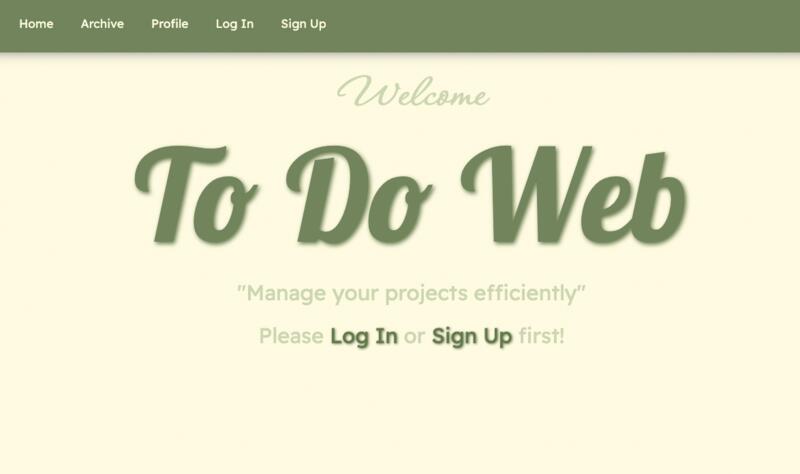 Home Archive Profile Log In Sign Up
Welcome
To Do Web
"Manage your projects efficiently"
Please Log In or Sign Up first!